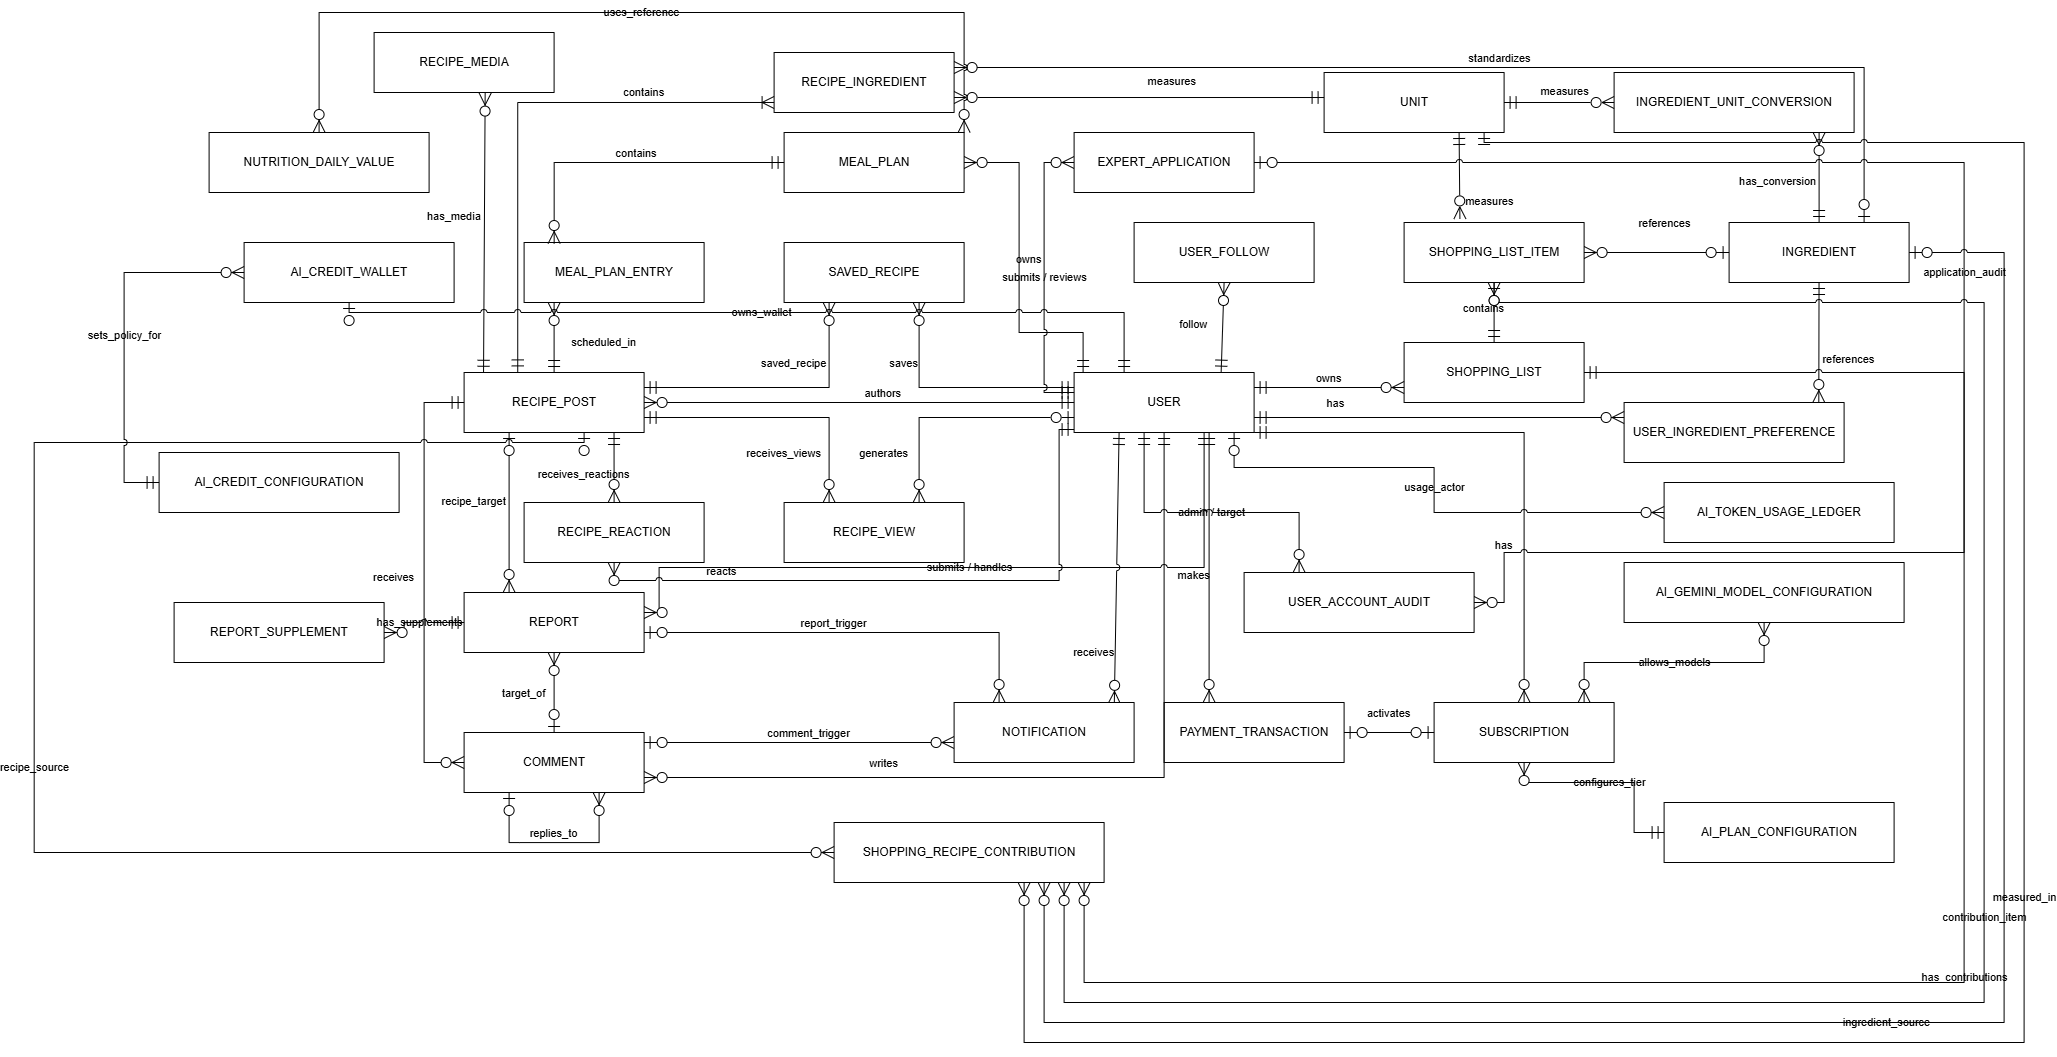 uses_reference
RECIPE_MEDIA
standardizes
RECIPE_INGREDIENT
measures
contains
UNIT
measures
INGREDIENT_UNIT_CONVERSION
NUTRITION_DAILY_VALUE
contains
MEAL_PLAN
EXPERT_APPLICATION
has_conversion
measures
has_media
references
USER_FOLLOW
SHOPPING_LIST_ITEM
INGREDIENT
owns
AI_CREDIT_WALLET
MEAL_PLAN_ENTRY
SAVED_RECIPE
submits / reviews
application_audit
owns_wallet
contains
follow
sets_policy_for
scheduled_in
saved_recipe
saves
references
SHOPPING_LIST
owns
authors
RECIPE_POST
USER
has
USER_INGREDIENT_PREFERENCE
receives_views
generates
receives_reactions
AI_CREDIT_CONFIGURATION
usage_actor
recipe_target
admin / target
AI_TOKEN_USAGE_LEDGER
RECIPE_REACTION
RECIPE_VIEW
has
submits / handles
reacts
makes
receives
AI_GEMINI_MODEL_CONFIGURATION
USER_ACCOUNT_AUDIT
has_supplements
REPORT
report_trigger
REPORT_SUPPLEMENT
receives
allows_models
target_of
activates
comment_trigger
NOTIFICATION
PAYMENT_TRANSACTION
SUBSCRIPTION
COMMENT
writes
recipe_source
configures_tier
replies_to
AI_PLAN_CONFIGURATION
SHOPPING_RECIPE_CONTRIBUTION
measured_in
contribution_item
has_contributions
ingredient_source